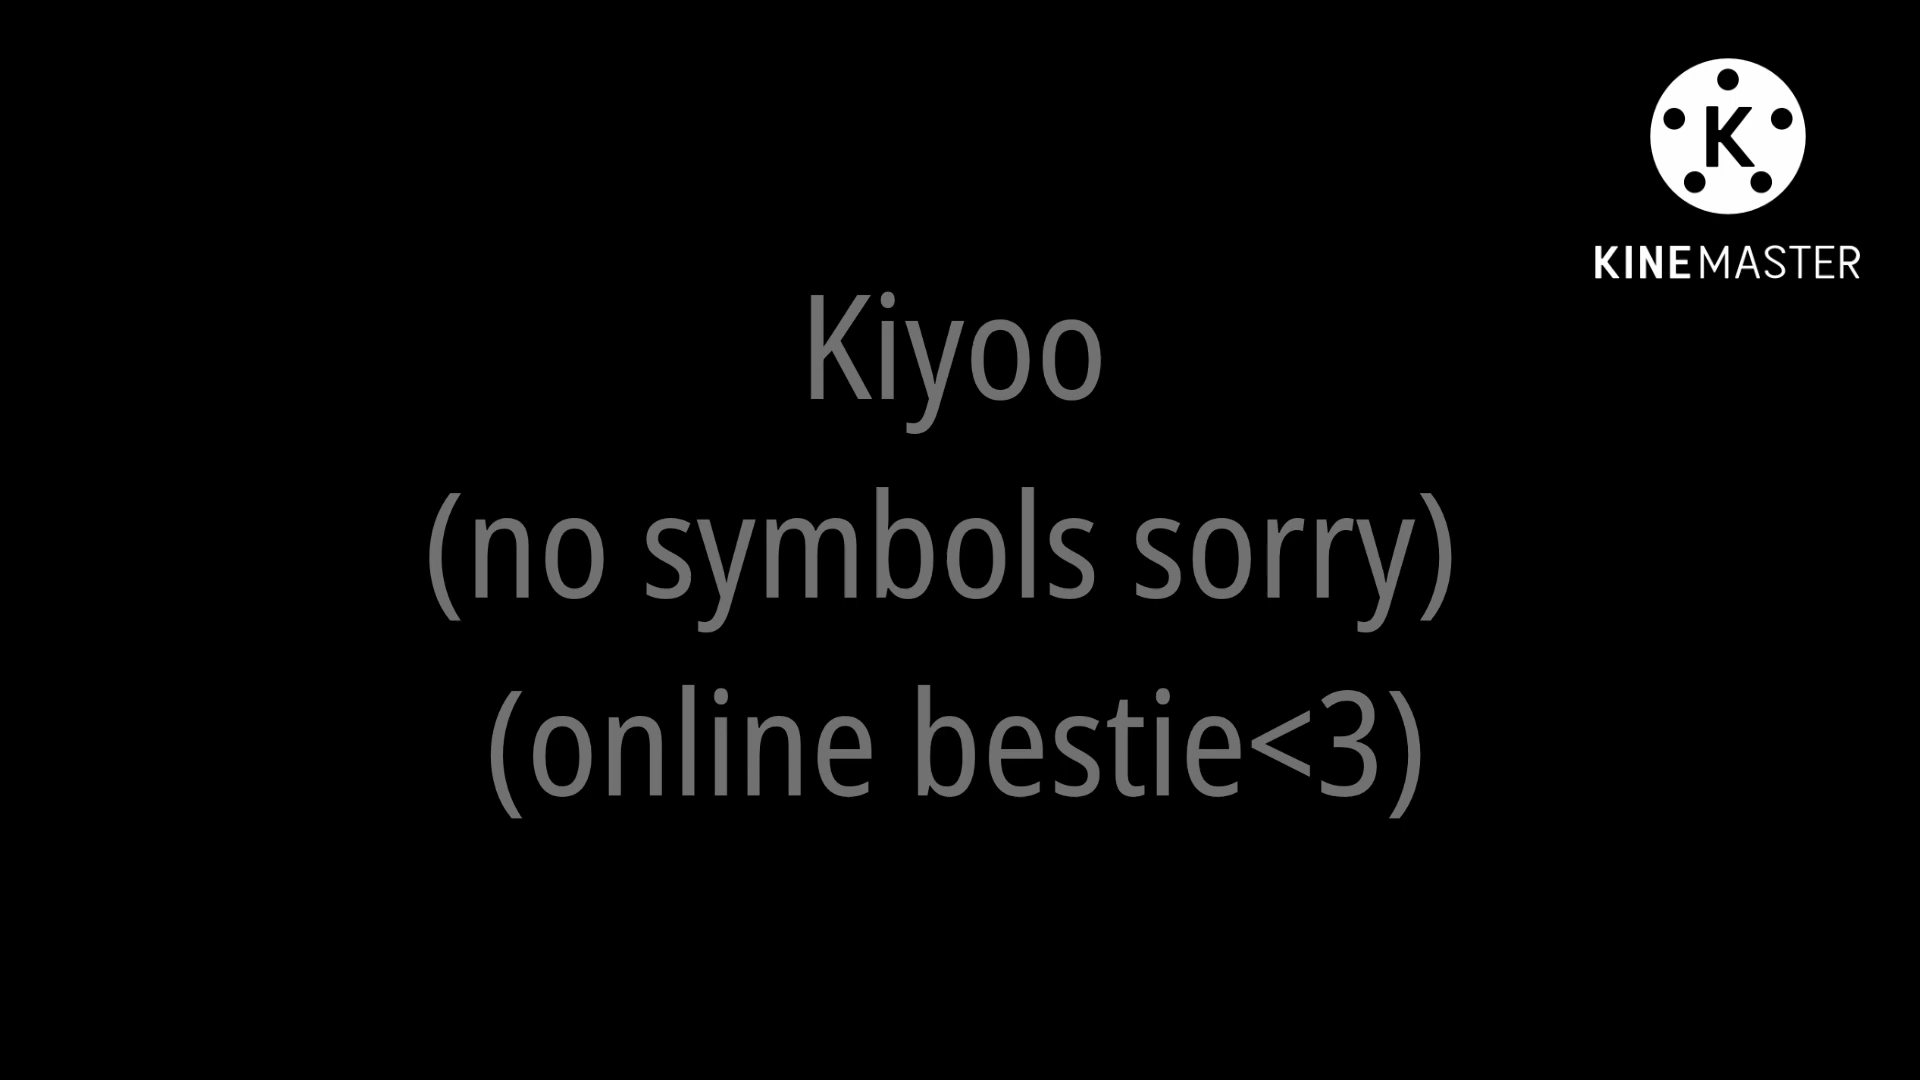 K
KINEMASTER
Kiyoo
(no symbols sorry)
(online bestie<3)